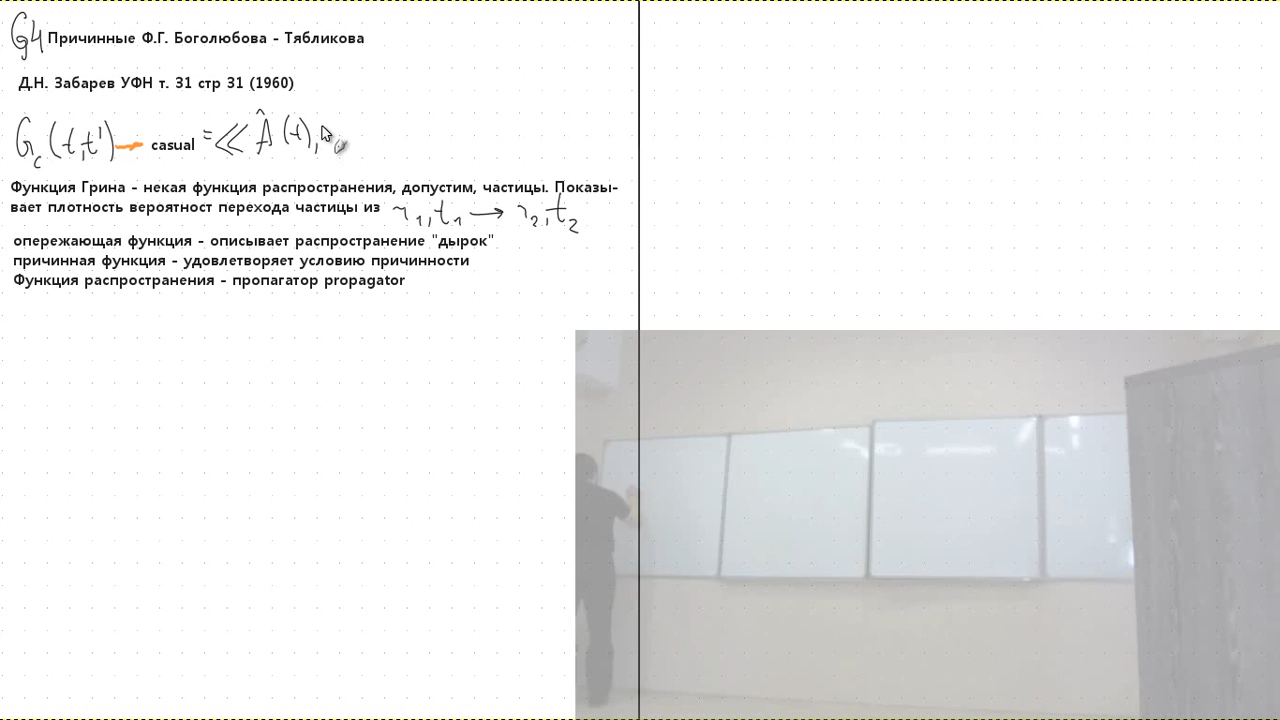 §4 Причинные Ф.Г. Боголюбова - Тябликова
Д.Н. Забарев УФН т. 31 стр 31 (1960)
G_c (t,t') → casual = << Â(t),
Функция Грина - некая функция распространения, допустим, частицы. Показы-
вает плотность вероятност перехода частицы из r₁,t₁ → r₂,t₂
опережающая функция - описывает распространение "дырок"
причинная функция - удовлетворяет условию причинности
Функция распространения - пропагатор propagator